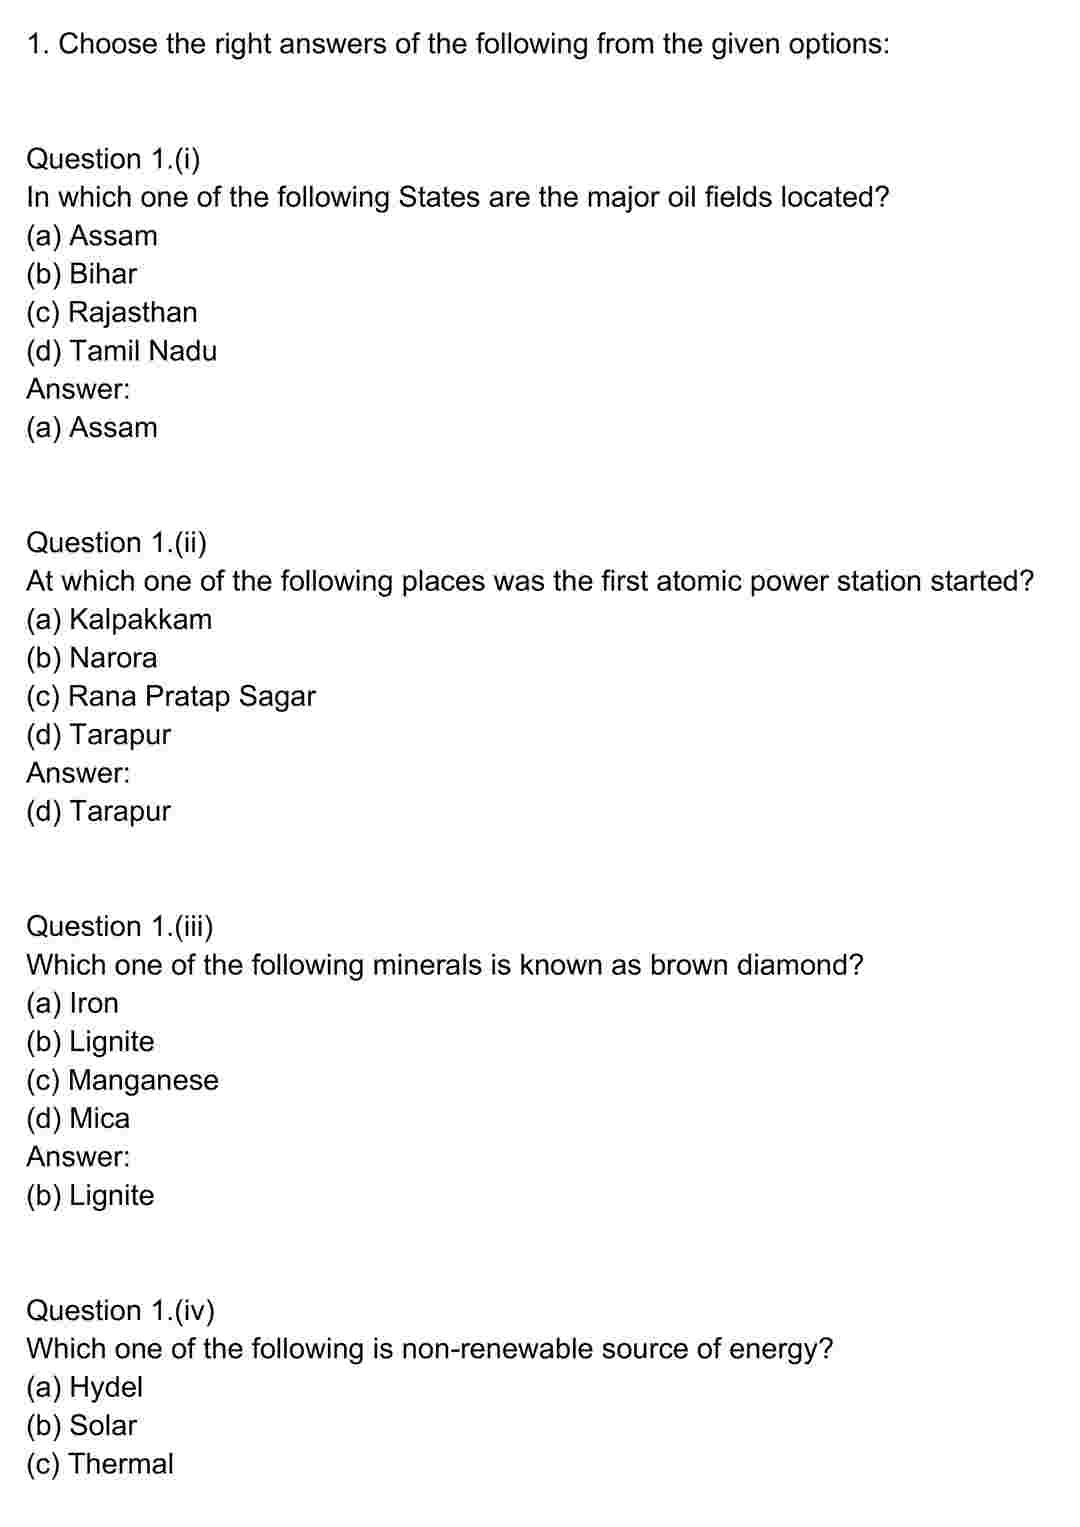 1. Choose the right answers of the following from the given options:
Question 1.(i)
In which one of the following States are the major oil fields located?
(a) Assam
(b) Bihar
(c) Rajasthan
(d) Tamil Nadu
Answer:
(a) Assam
Question 1.(ii)
At which one of the following places was the first atomic power station started?
(a) Kalpakkam
(b) Narora
(c) Rana Pratap Sagar
(d) Tarapur
Answer:
(d) Tarapur
Question 1.(iii)
Which one of the following minerals is known as brown diamond?
(a) Iron
(b) Lignite
(c) Manganese
(d) Mica
Answer:
(b) Lignite
Question 1.(iv)
Which one of the following is non-renewable source of energy?
(a) Hydel
(b) Solar
(c) Thermal